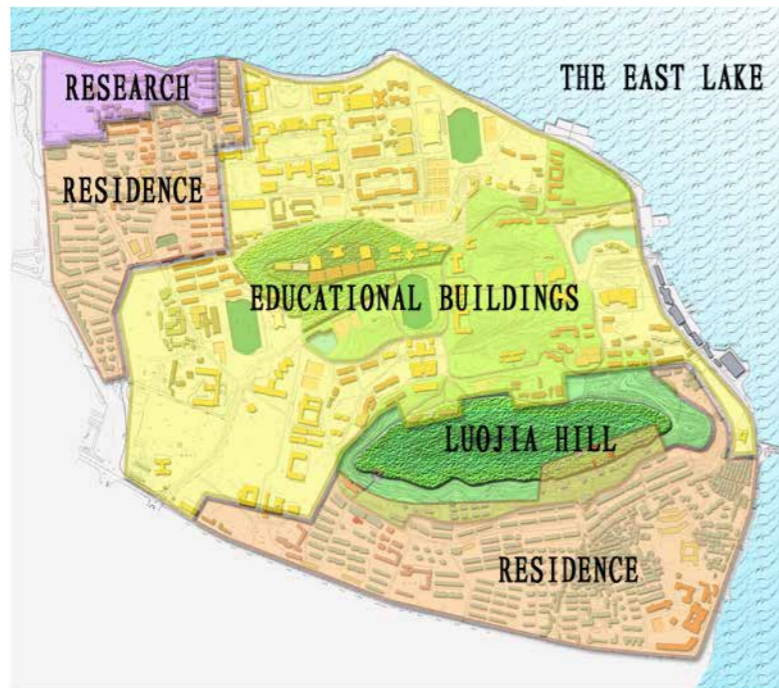 RESEARCH
THE EAST LAKE
RESIDENCE
EDUCATIONAL BUILDINGS
LUOJIA HILL
RESIDENCE